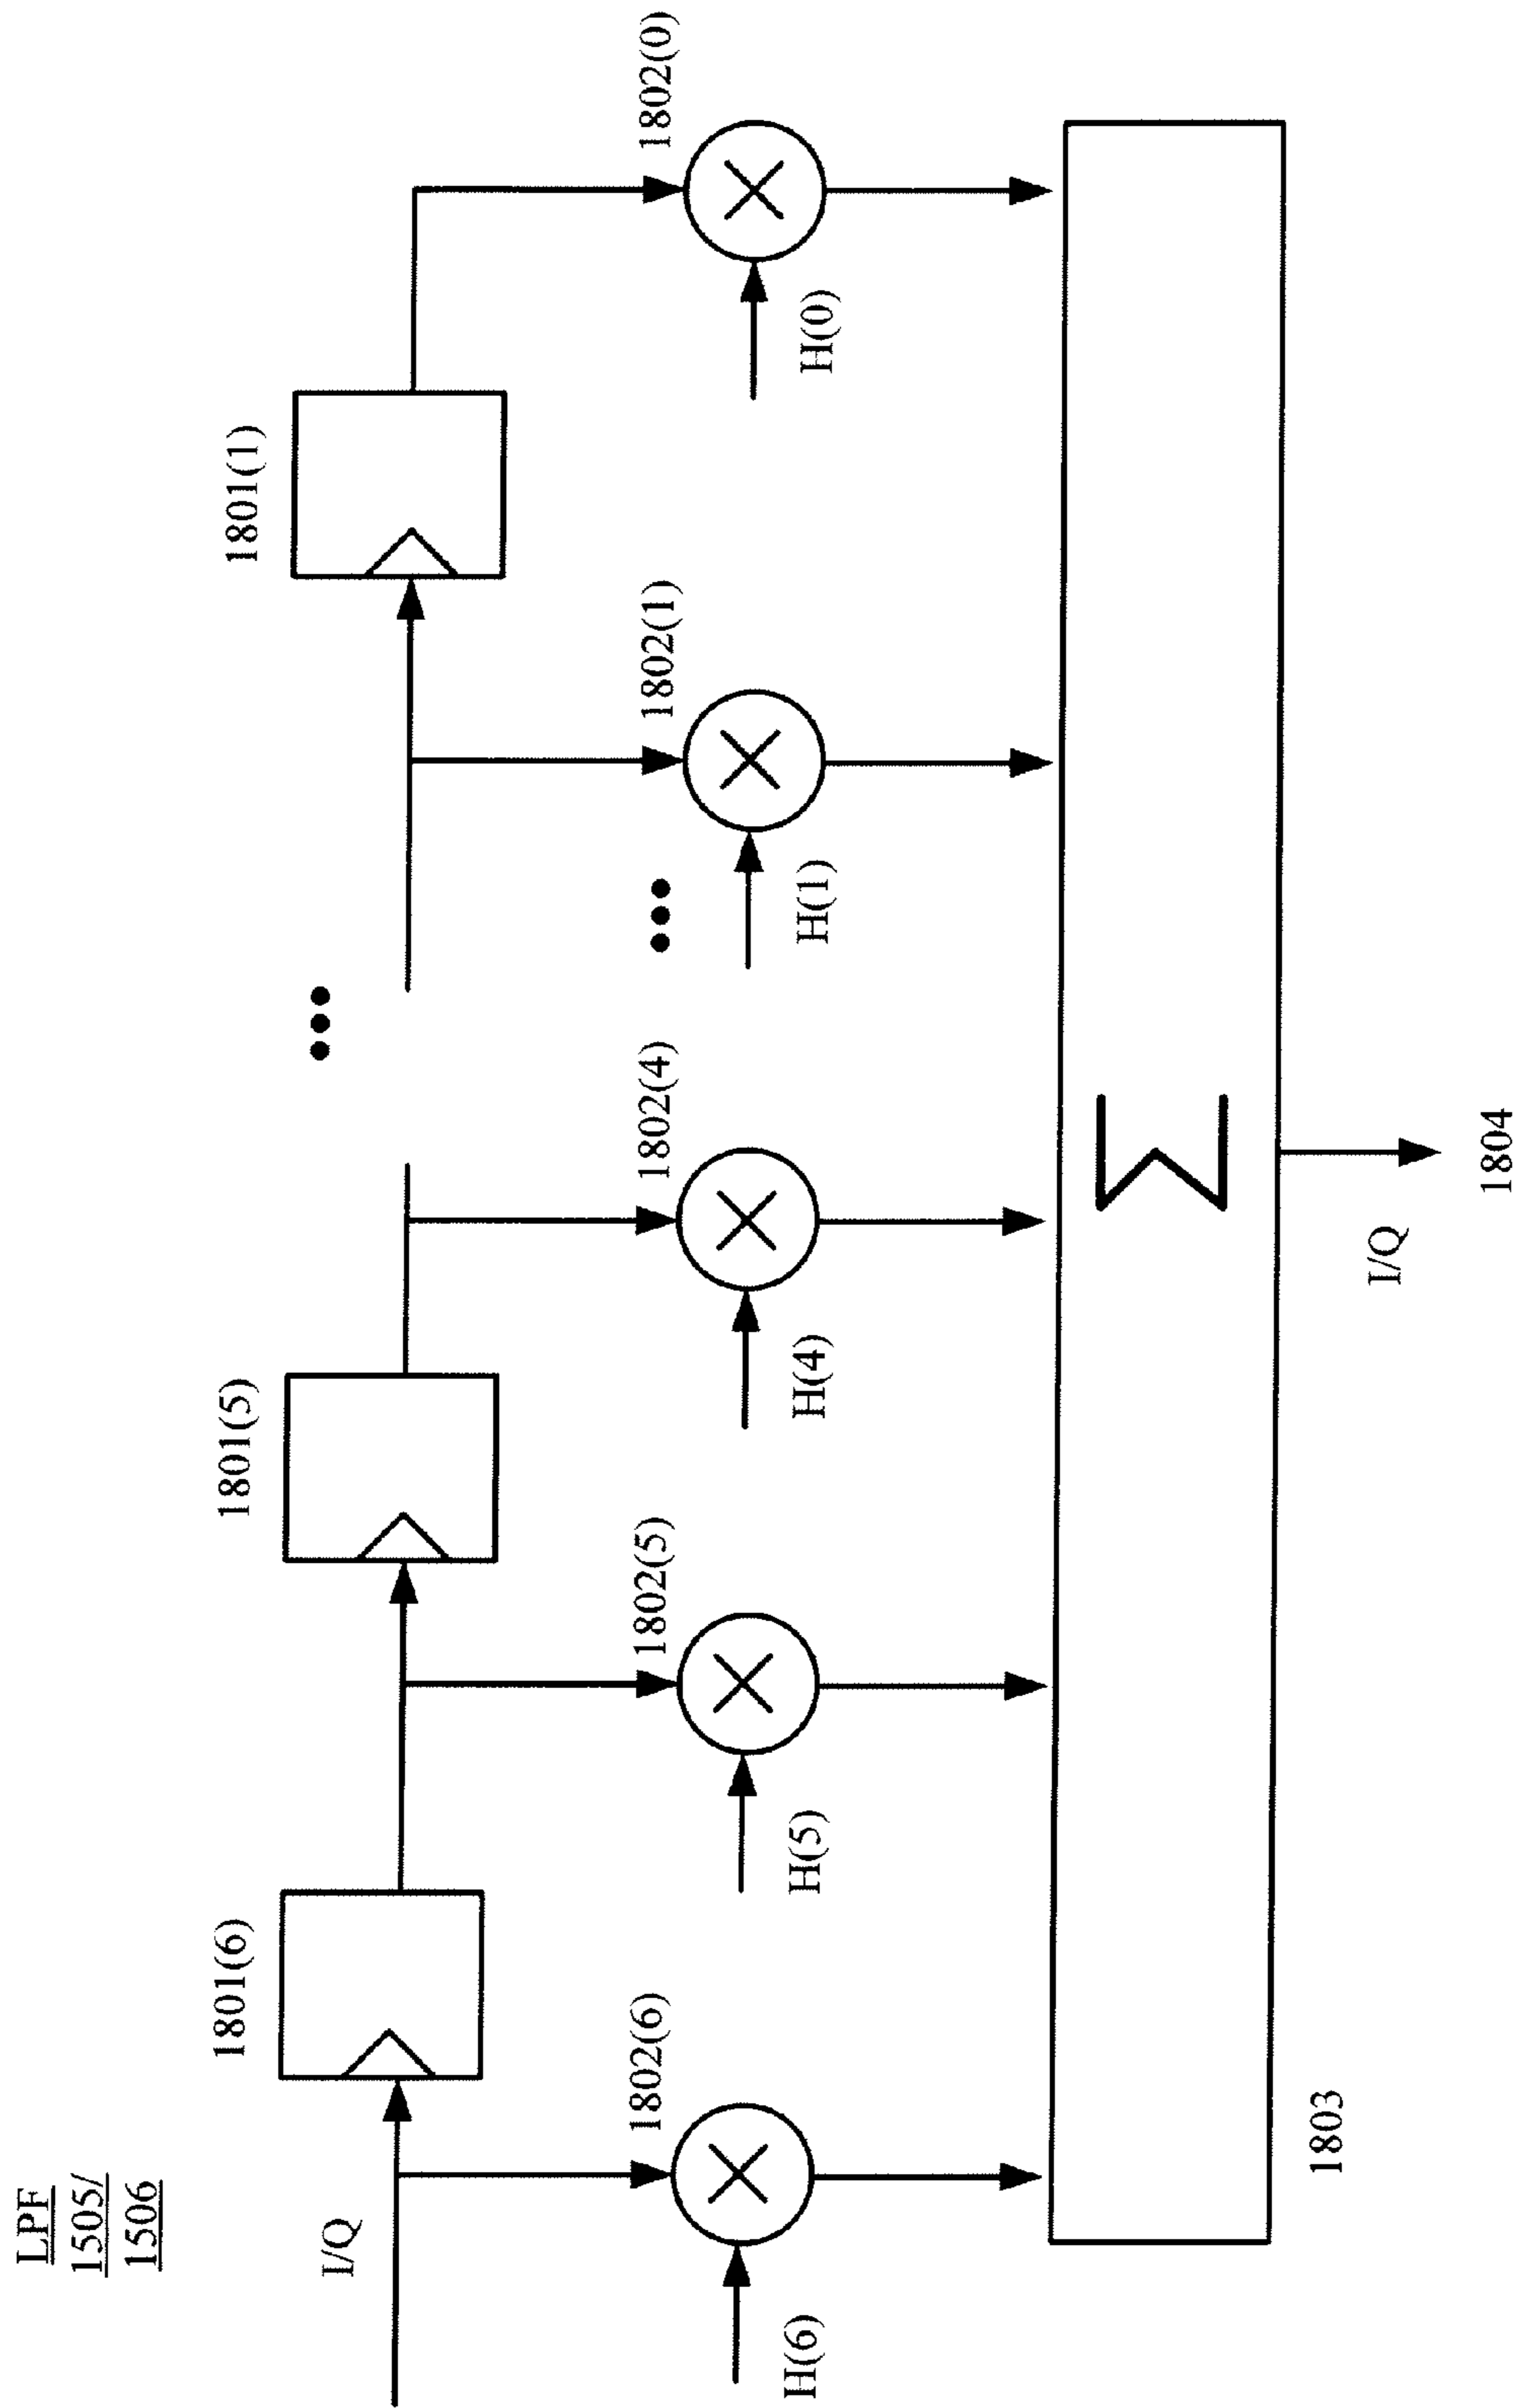 LPF
1505/
1506
I/Q
1801(6)
1801(5)
1801(1)
1802(6)
1802(5)
1802(4)
1802(1)
1802(0)
H(6)
H(5)
H(4)
H(1)
H(0)
Σ
1803
I/Q
1804